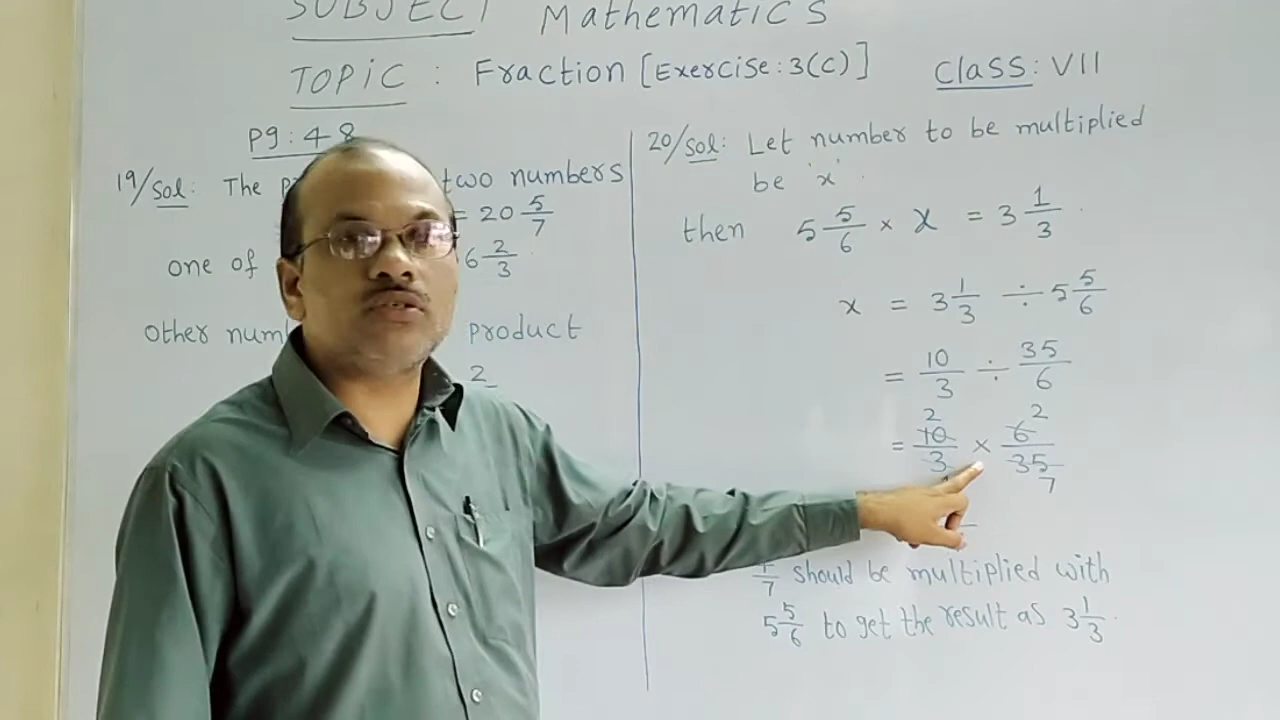 SUBJECT Mathematics
TOPIC : Fraction [Exercise: 3(C)] Class: VII
Pg: 48
19/Sol: The two numbers
= 20 5/7
one of 6 2/3
Other product
2
20/Sol: Let number to be multiplied
be 'x'.
then 5 5/6 × x = 3 1/3
x = 3 1/3 ÷ 5 5/6
= 10/3 ÷ 35/6
2 2
= 10/3 × 6/35
7
4/7 should be multiplied with
5 5/6 to get the result as 3 1/3.